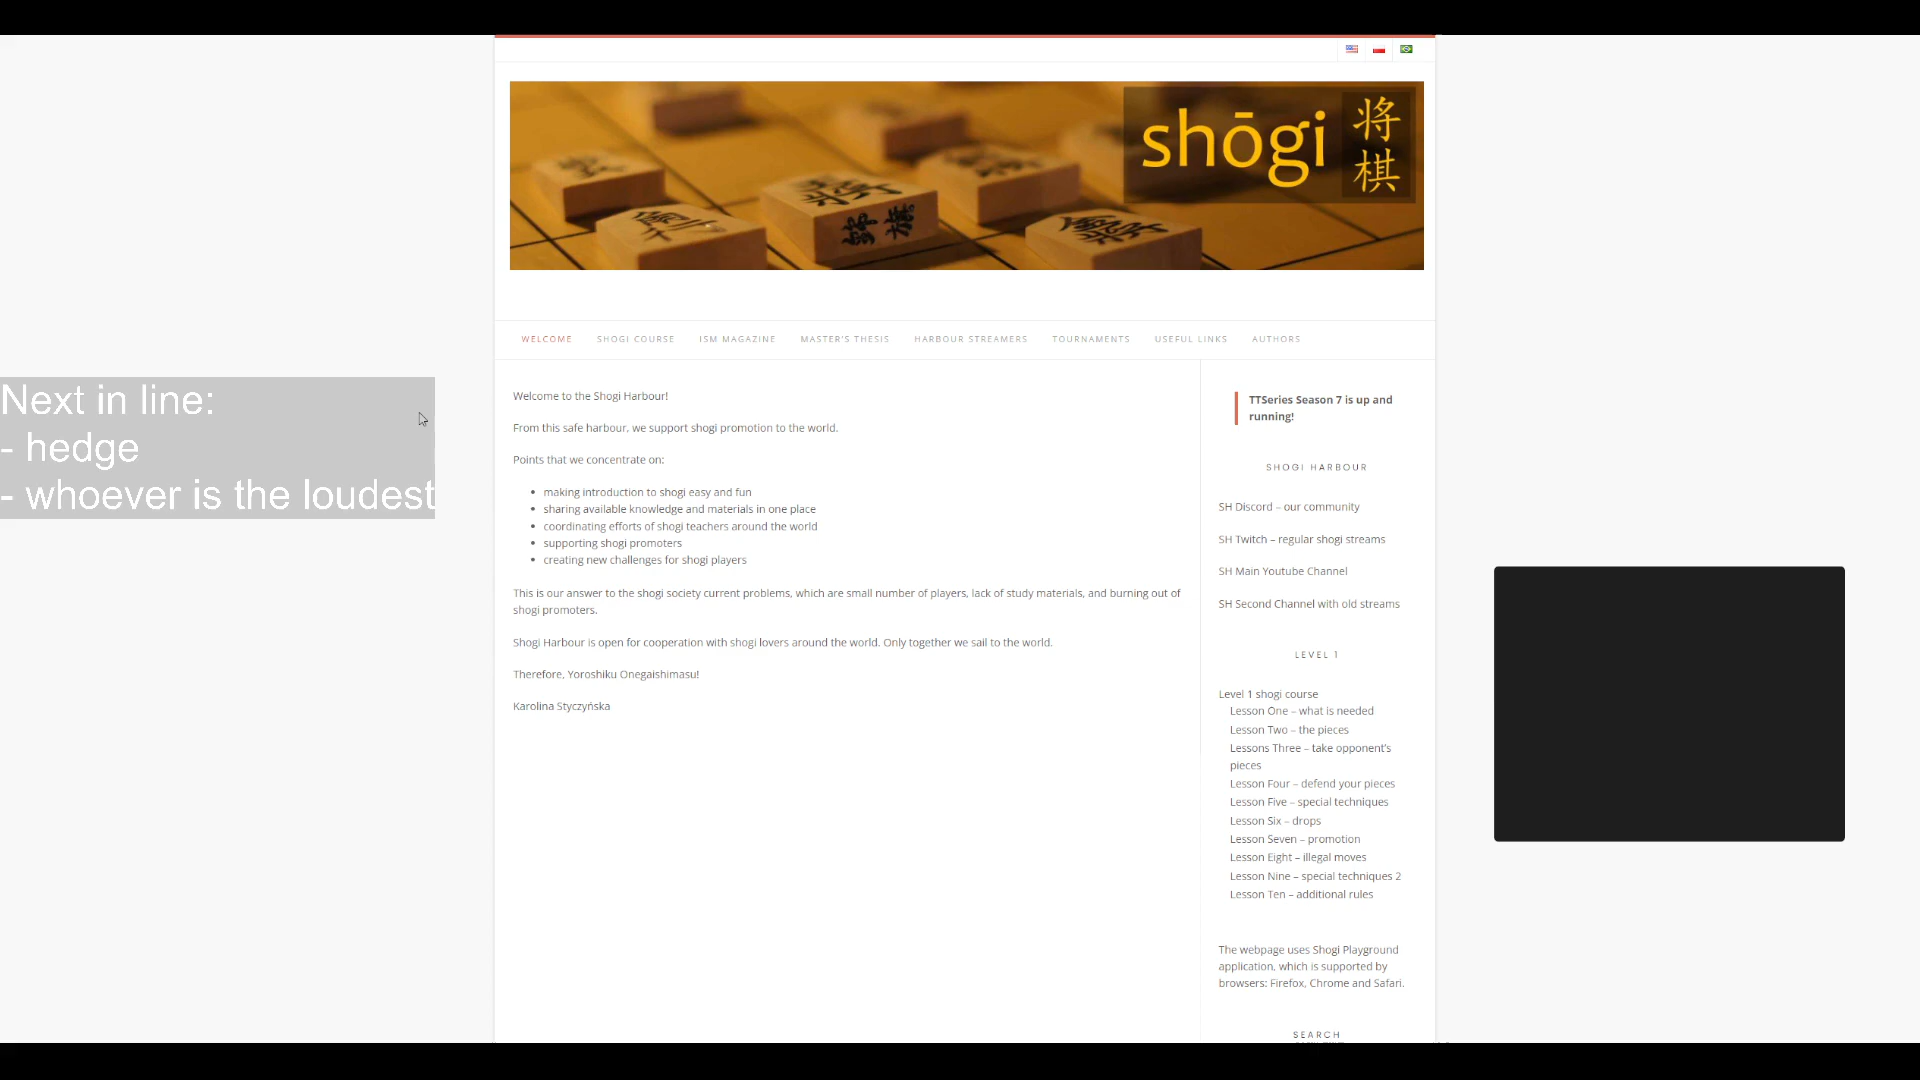 shōgi 将棋
WELCOME SHOGI COURSE ISM MAGAZINE MASTER'S THESIS HARBOUR STREAMERS TOURNAMENTS USEFUL LINKS AUTHORS
Next in line:
- hedge
- whoever is the loudest
Welcome to the Shogi Harbour!
From this safe harbour, we support shogi promotion to the world.
Points that we concentrate on:
• making introduction to shogi easy and fun
• sharing available knowledge and materials in one place
• coordinating efforts of shogi teachers around the world
• supporting shogi promoters
• creating new challenges for shogi players
This is our answer to the shogi society current problems, which are small number of players, lack of study materials, and burning out of
shogi promoters.
Shogi Harbour is open for cooperation with shogi lovers around the world. Only together we sail to the world.
Therefore, Yoroshiku Onegaishimasu!
Karolina Styczyńska
TTSeries Season 7 is up and
running!
SHOGI HARBOUR
SH Discord – our community
SH Twitch – regular shogi streams
SH Main Youtube Channel
SH Second Channel with old streams
LEVEL 1
Level 1 shogi course
Lesson One – what is needed
Lesson Two – the pieces
Lessons Three – take opponent's
pieces
Lesson Four – defend your pieces
Lesson Five – special techniques
Lesson Six – drops
Lesson Seven – promotion
Lesson Eight – illegal moves
Lesson Nine – special techniques 2
Lesson Ten – additional rules
The webpage uses Shogi Playground
application, which is supported by
browsers: Firefox, Chrome and Safari.
SEARCH